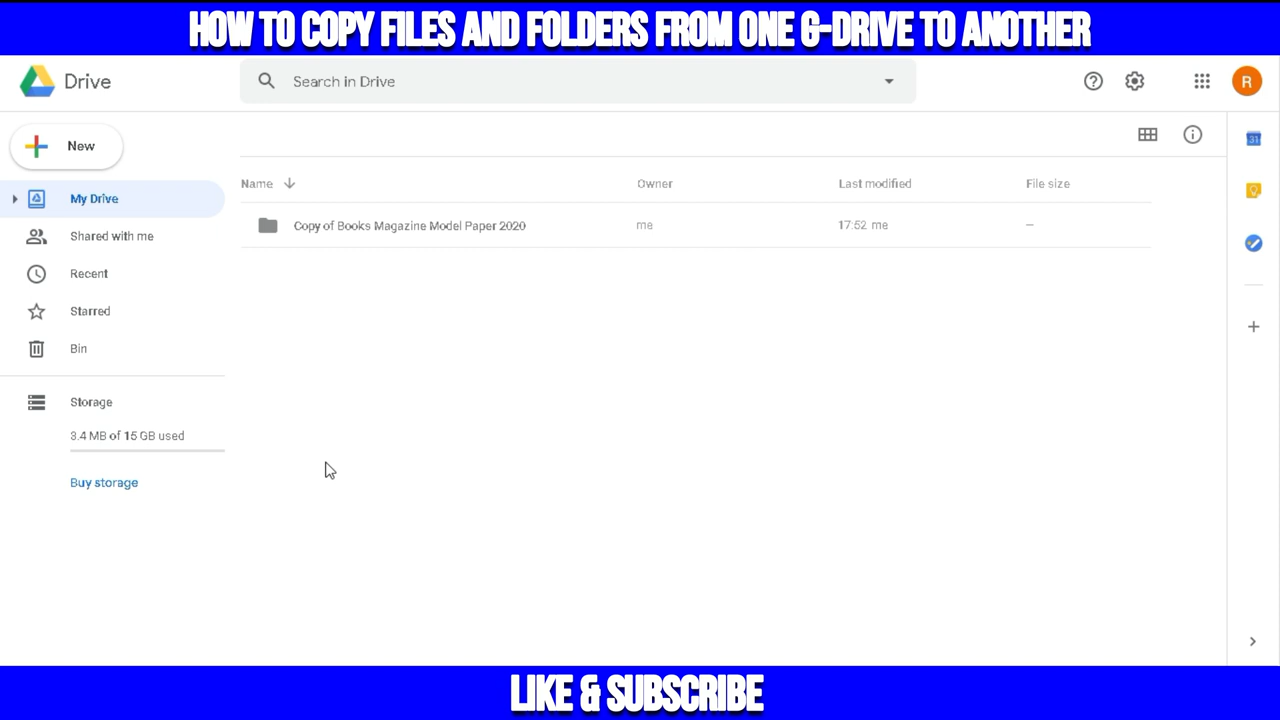 HOW TO COPY FILES AND FOLDERS FROM ONE G-DRIVE TO ANOTHER
Drive
Search in Drive
R
New
My Drive
Shared with me
Recent
Starred
Bin
Storage
3.4 MB of 15 GB used
Buy storage
Name Owner Last modified File size
Copy of Books Magazine Model Paper 2020 me 17:52 me –
31
LIKE & SUBSCRIBE